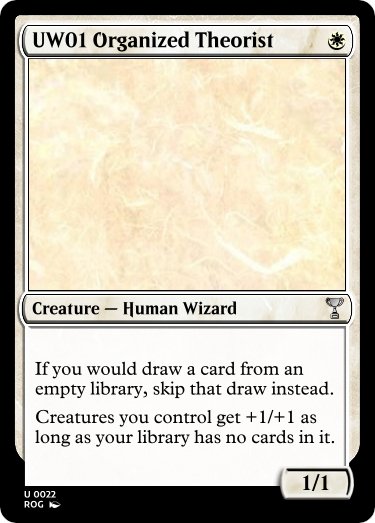 UW01 Organized Theorist
Creature — Human Wizard
If you would draw a card from an
empty library, skip that draw instead.
Creatures you control get +1/+1 as
long as your library has no cards in it.
1/1
U 0022
ROG